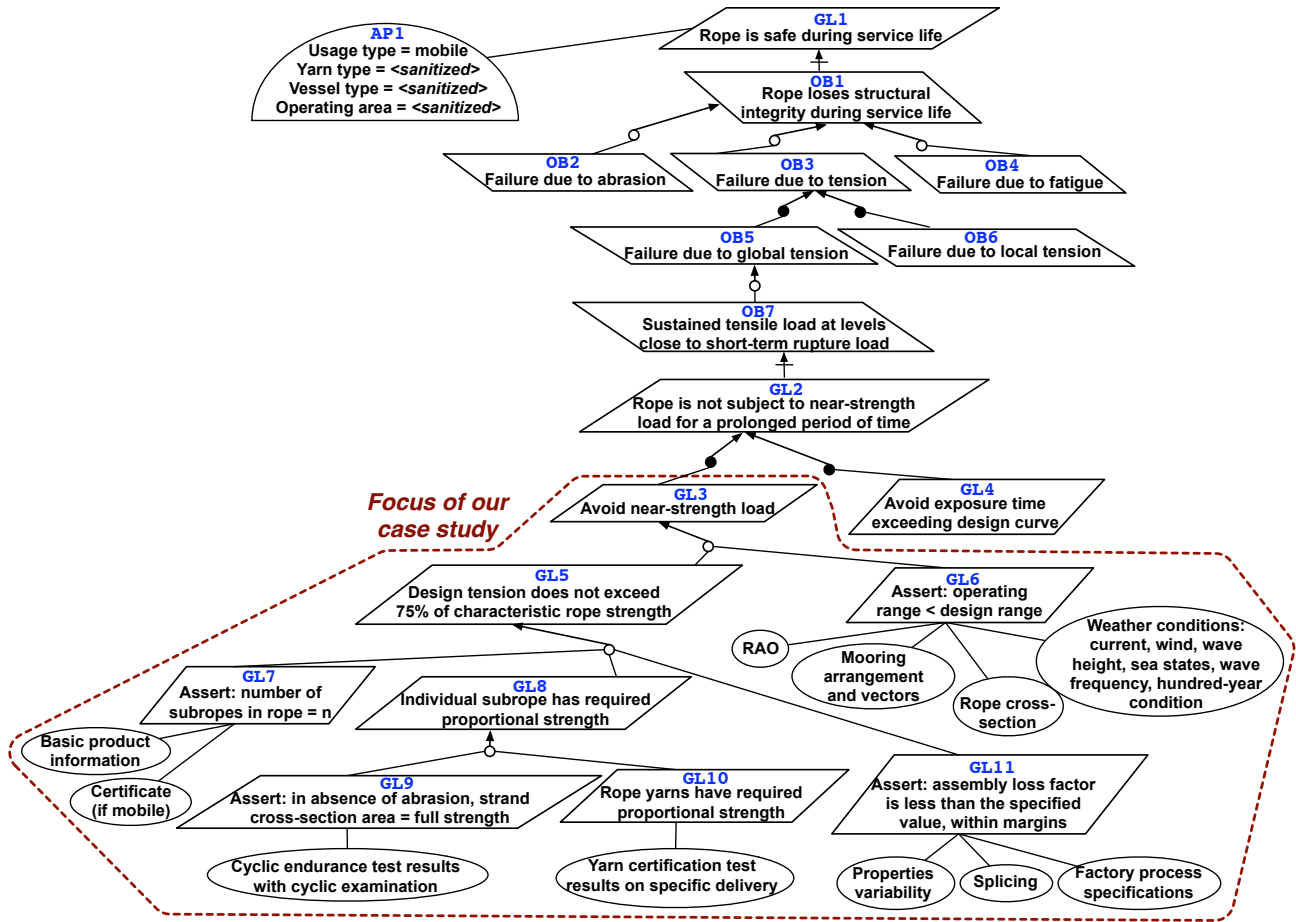 AP1
Usage type = mobile
Yarn type = <sanitized>
Vessel type = <sanitized>
Operating area = <sanitized>
GL1
Rope is safe during service life
OB1
Rope loses structural
integrity during service life
OB2
Failure due to abrasion
OB3
Failure due to tension
OB4
Failure due to fatigue
OB5
Failure due to global tension
OB6
Failure due to local tension
OB7
Sustained tensile load at levels
close to short-term rupture load
GL2
Rope is not subject to near-strength
load for a prolonged period of time
Focus of our
case study
GL3
Avoid near-strength load
GL4
Avoid exposure time
exceeding design curve
GL5
Design tension does not exceed
75% of characteristic rope strength
GL6
Assert: operating
range < design range
RAO
Mooring
arrangement
and vectors
Rope cross-
section
Weather conditions:
current, wind, wave
height, sea states, wave
frequency, hundred-year
condition
GL7
Assert: number of
subropes in rope = n
Basic product
information
Certificate
(if mobile)
GL8
Individual subrope has required
proportional strength
GL9
Assert: in absence of abrasion, strand
cross-section area = full strength
Cyclic endurance test results
with cyclic examination
GL10
Rope yarns have required
proportional strength
Yarn certification test
results on specific delivery
GL11
Assert: assembly loss factor
is less than the specified
value, within margins
Properties
variability
Splicing
Factory process
specifications